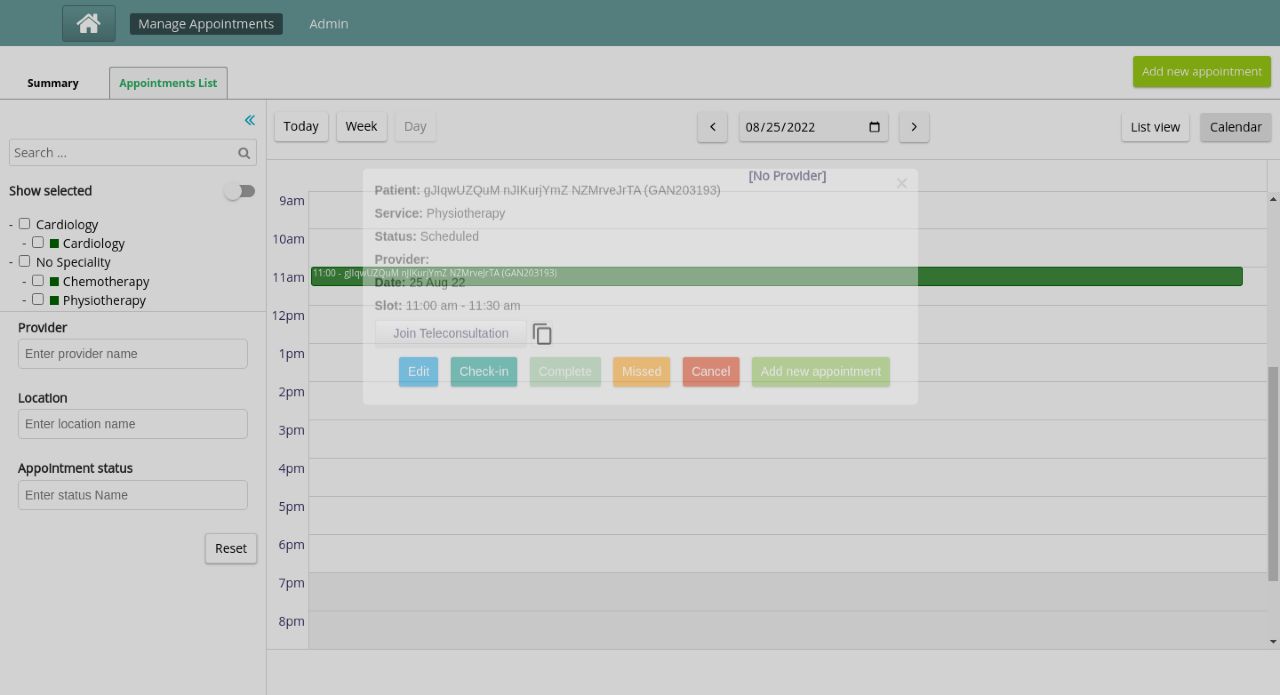 Manage Appointments Admin
Summary Appointments List Add new appointment
Today Week Day 08/25/2022 List view Calendar
Search ...
Show selected
- Cardiology
- Cardiology
- No Speciality
- Chemotherapy
- Physiotherapy
Provider
Enter provider name
Location
Enter location name
Appointment status
Enter status Name
Reset
[No Provider]
9am
10am
11am
12pm
1pm
2pm
3pm
4pm
5pm
6pm
7pm
8pm
11:00 - gJIqwUZQuM nJIKurjYmZ NZMrveJrTA (GAN203193)
Patient: gJIqwUZQuM nJIKurjYmZ NZMrveJrTA (GAN203193)
Service: Physiotherapy
Status: Scheduled
Provider:
Date: 25 Aug 22
Slot: 11:00 am - 11:30 am
Join Teleconsultation
Edit Check-in Complete Missed Cancel Add new appointment